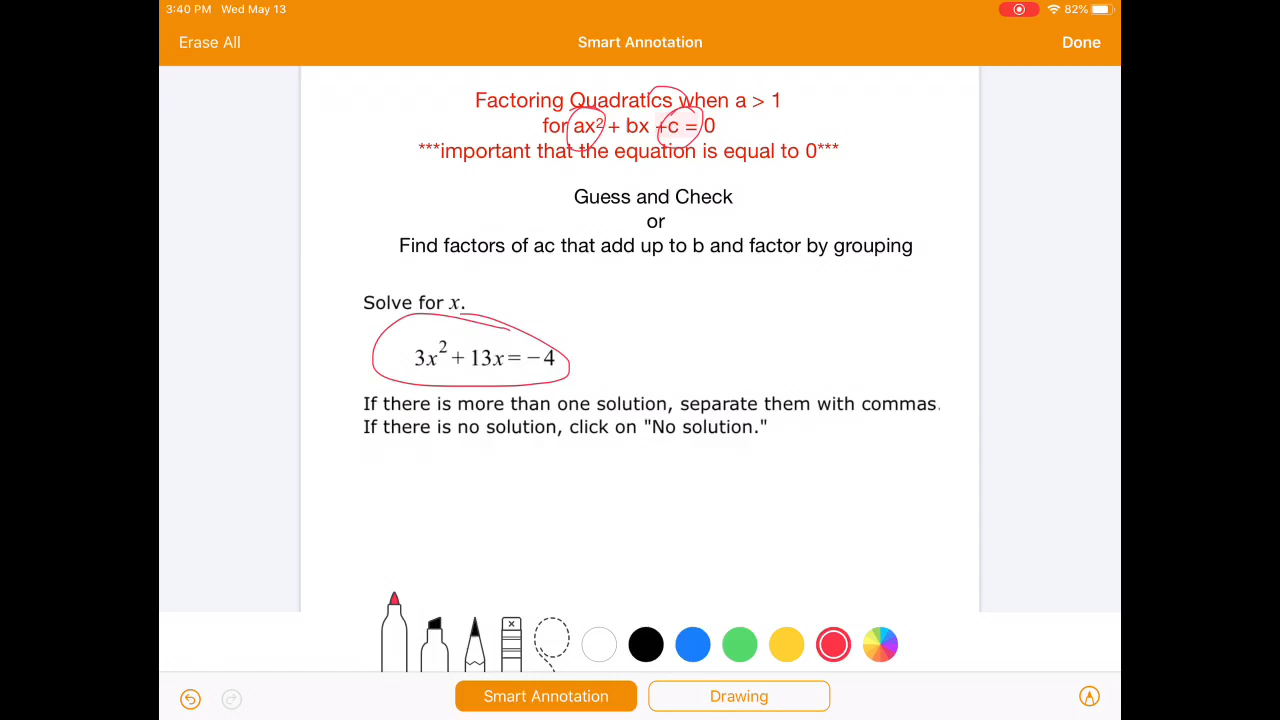 3:40 PM Wed May 13
82%
Erase All
Smart Annotation
Done
Factoring Quadratics when a > 1
for ax² + bx +c = 0
***important that the equation is equal to 0***
Guess and Check
or
Find factors of ac that add up to b and factor by grouping
Solve for x.
3x² + 13x = −4
If there is more than one solution, separate them with commas.
If there is no solution, click on "No solution."
Smart Annotation
Drawing